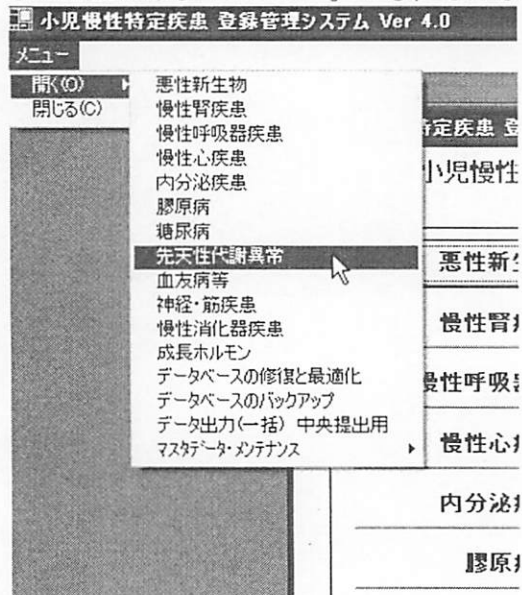 小児慢性特定疾患 登録管理システム Ver 4.0
メニュー
開く(O)
閉じる(C)
悪性新生物
慢性腎疾患
慢性呼吸器疾患
慢性心疾患
内分泌疾患
膠原病
糖尿病
先天性代謝異常
血友病等
神経・筋疾患
慢性消化器疾患
成長ホルモン
データベースの修復と最適化
データベースのバックアップ
データ出力(一括) 中央提出用
マスタデータ・メンテナンス
定疾患 登
小児慢性
悪性新
慢性腎
慢性呼吸
慢性心
内分泌
膠原